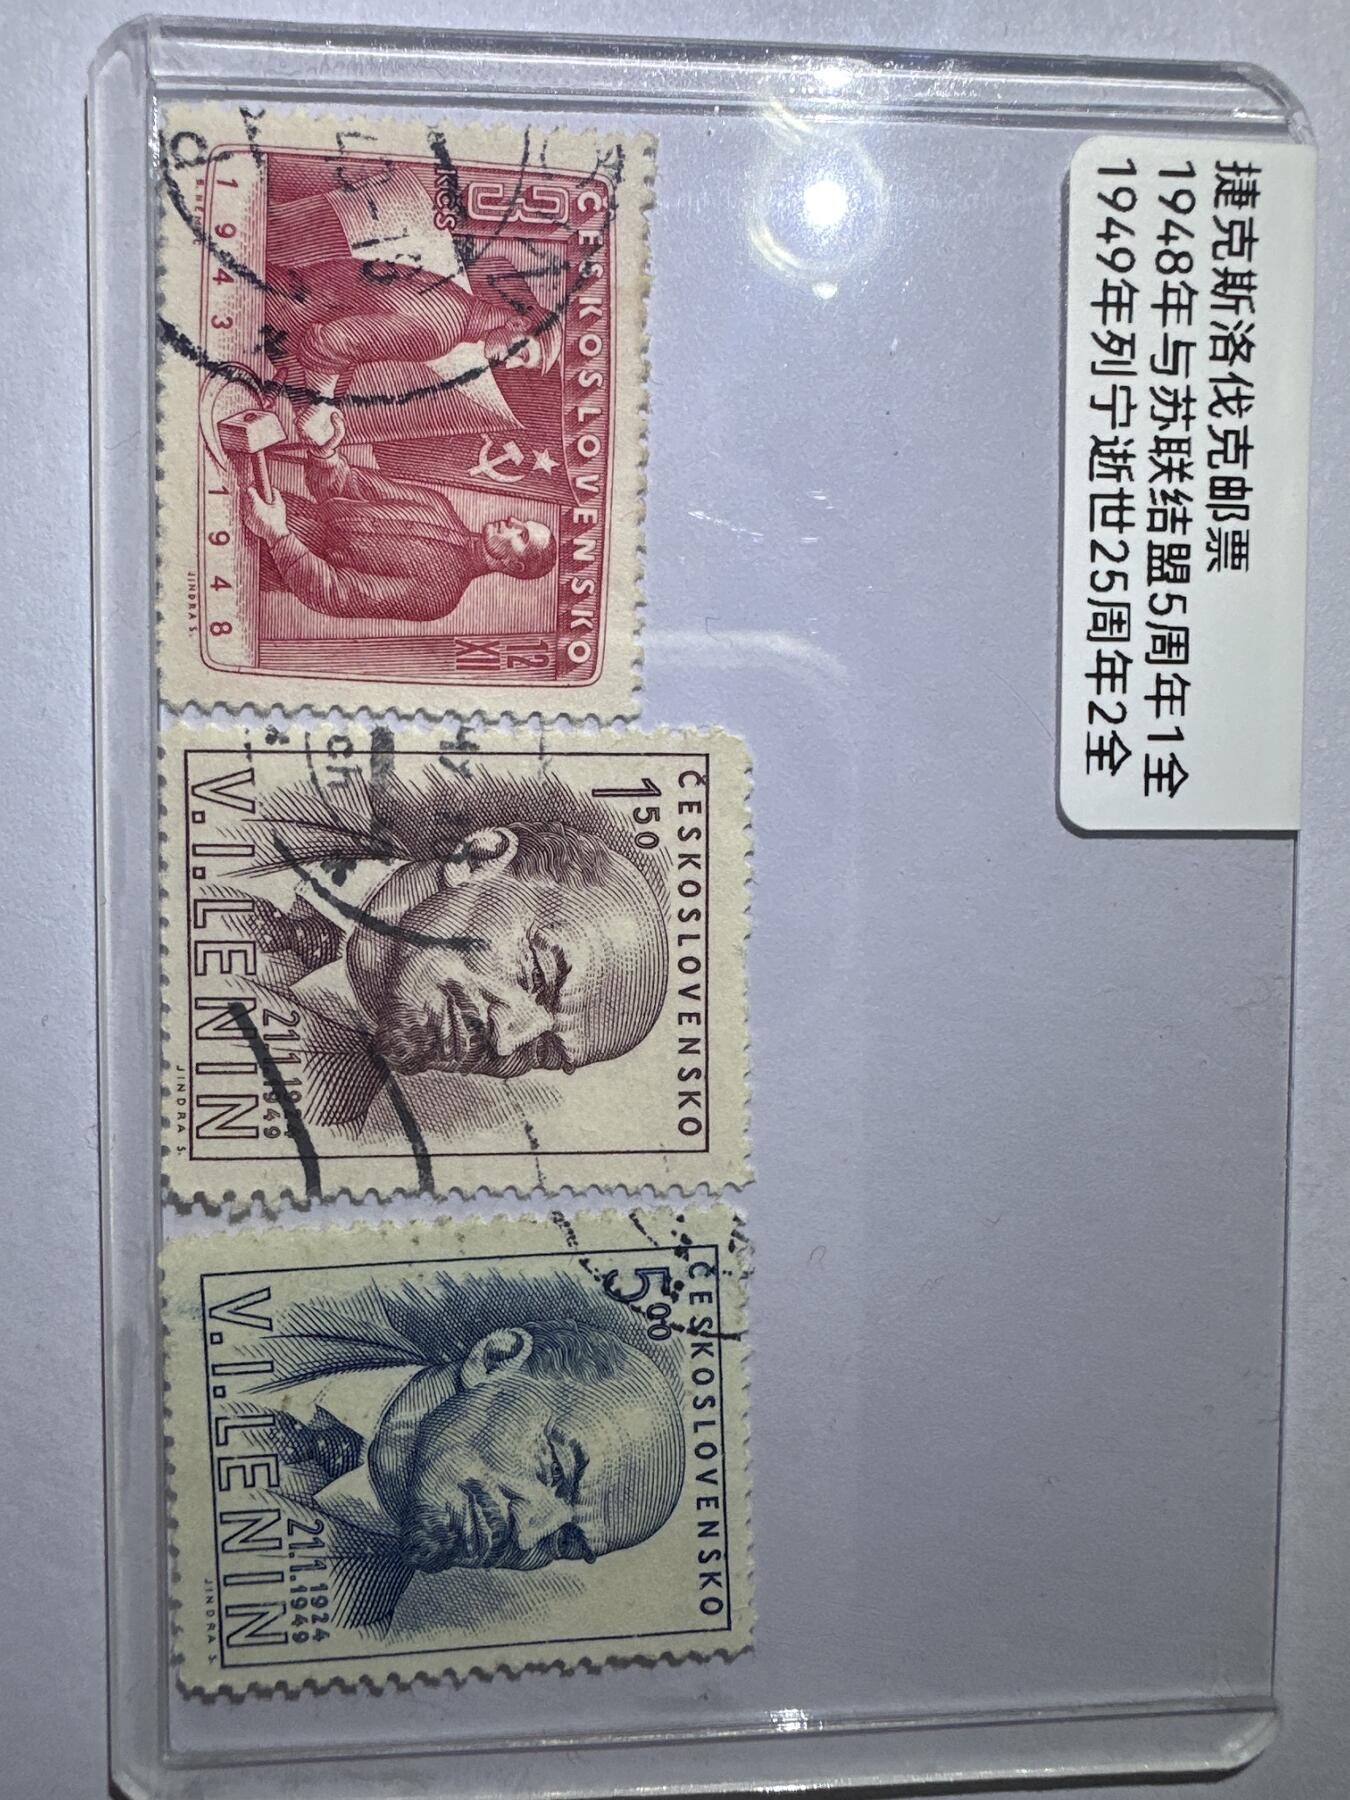 捷克斯洛伐克邮票
1948年与苏联结盟5周年1全
1949年列宁逝世25周年2全
ČESKOSLOVENSKO
3
KČS
12
XII
1943 1948
JINDRA S.
ČESKOSLOVENSKO
1 50
21.1.1924
1949
V.I.LENIN
JINDRA S.
ČESKOSLOVENSKO
5 00
21.1.1924
1949
V.I.LENIN
JINDRA S.